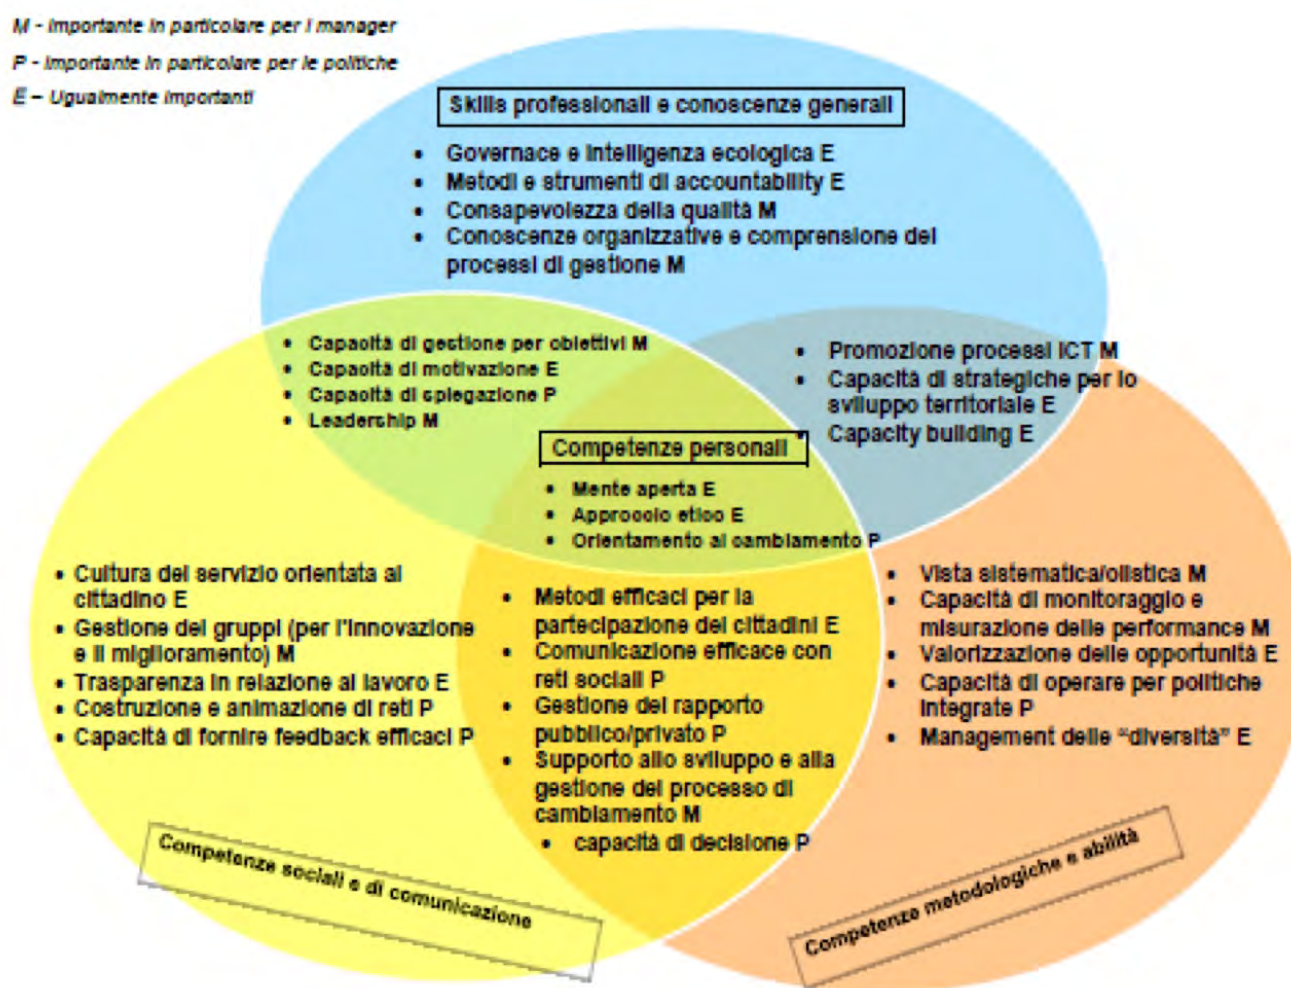 M - Importante in particolare per i manager
P - Importante in particolare per le politiche
E – Ugualmente importanti
Skills professionali e conoscenze generali
• Governace e intelligenza ecologica E
• Metodi e strumenti di accountability E
• Consapevolezza della qualità M
• Conoscenze organizzative e comprensione dei
processi di gestione M
• Capacità di gestione per obiettivi M
• Capacità di motivazione E
• Capacità di spiegazione P
• Leadership M
• Promozione processi ICT M
• Capacità di strategiche per lo
sviluppo territoriale E
• Capacity building E
Competenze personali
• Mente aperta E
• Approccio etico E
• Orientamento al cambiamento P
• Cultura del servizio orientata al
cittadino E
• Gestione dei gruppi (per l'innovazione
e il miglioramento) M
• Trasparenza in relazione al lavoro E
• Costruzione e animazione di reti P
• Capacità di fornire feedback efficaci P
• Metodi efficaci per la
partecipazione dei cittadini E
• Comunicazione efficace con
reti sociali P
• Gestione del rapporto
pubblico/privato P
• Supporto allo sviluppo e alla
gestione del processo di
cambiamento M
• capacità di decisione P
• Vista sistematica/olistica M
• Capacità di monitoraggio e
misurazione delle performance M
• Valorizzazione delle opportunità E
• Capacità di operare per politiche
integrate P
• Management delle “diversità” E
Competenze sociali e di comunicazione
Competenze metodologiche e abilità